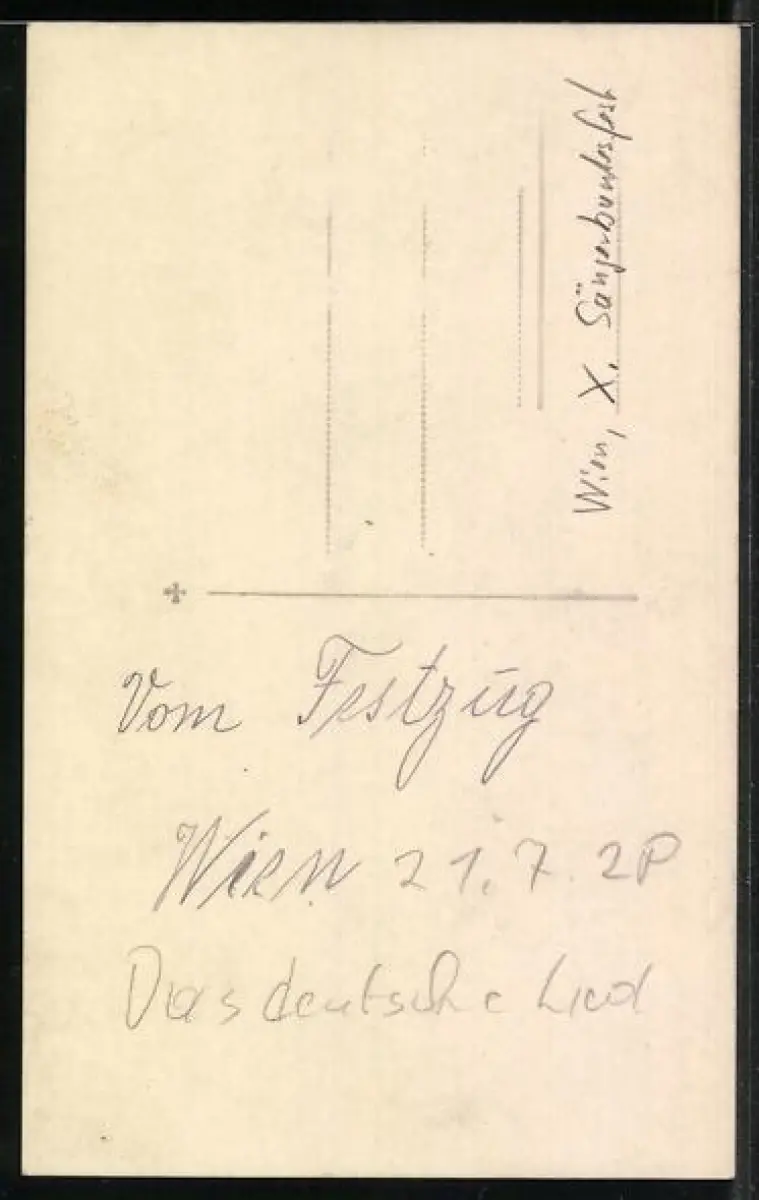 Wien, X. Sängerbundesfest
Vom Festzug
Wien 21. 7. 28
Das deutsche Lied